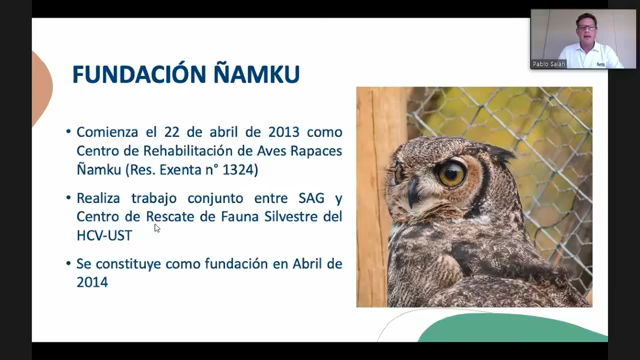 FUNDACIÓN ÑAMKU
• Comienza el 22 de abril de 2013 como
Centro de Rehabilitación de Aves Rapaces
Ñamku (Res. Exenta n° 1324)
• Realiza trabajo conjunto entre SAG y
Centro de Rescate de Fauna Silvestre del
HCV-UST
• Se constituye como fundación en Abril de
2014